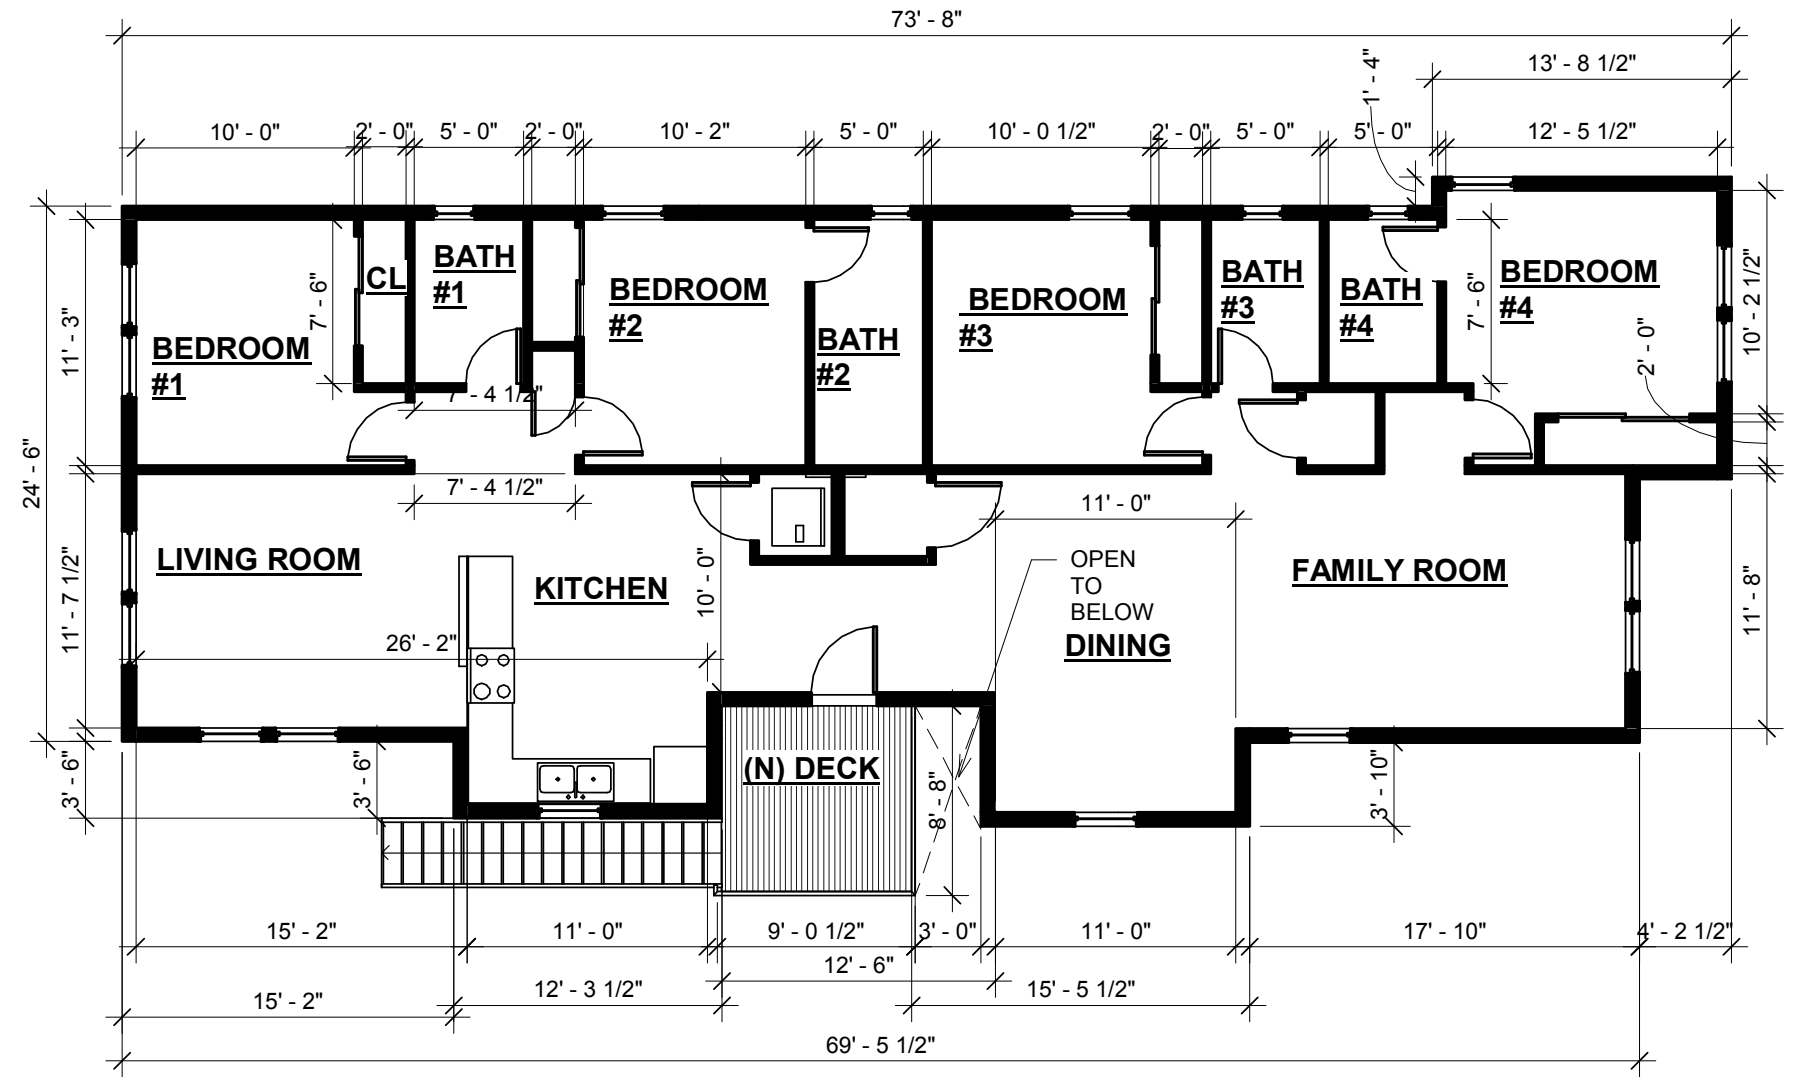 73' - 8"
13' - 8 1/2"
1' - 4"
10' - 0"
2' - 0"
5' - 0"
2' - 0"
10' - 2"
5' - 0"
10' - 0 1/2"
2' - 0"
5' - 0"
5' - 0"
12' - 5 1/2"
24' - 6"
11' - 3"
7' - 6"
CL
BATH
#1
BEDROOM
#1
BEDROOM
#2
BATH
#2
BEDROOM
#3
BATH
#3
BATH
#4
7' - 6"
BEDROOM
#4
2' - 0"
10' - 2 1/2"
7' - 4 1/2"
7' - 4 1/2"
11' - 0"
LIVING ROOM
KITCHEN
10' - 0"
OPEN
TO
BELOW
DINING
FAMILY ROOM
11' - 8"
11' - 7 1/2"
26' - 2"
3' - 6"
3' - 6"
(N) DECK
8' - 8"
3' - 10"
15' - 2"
11' - 0"
9' - 0 1/2"
3' - 0"
11' - 0"
17' - 10"
4' - 2 1/2"
12' - 6"
15' - 2"
12' - 3 1/2"
15' - 5 1/2"
69' - 5 1/2"